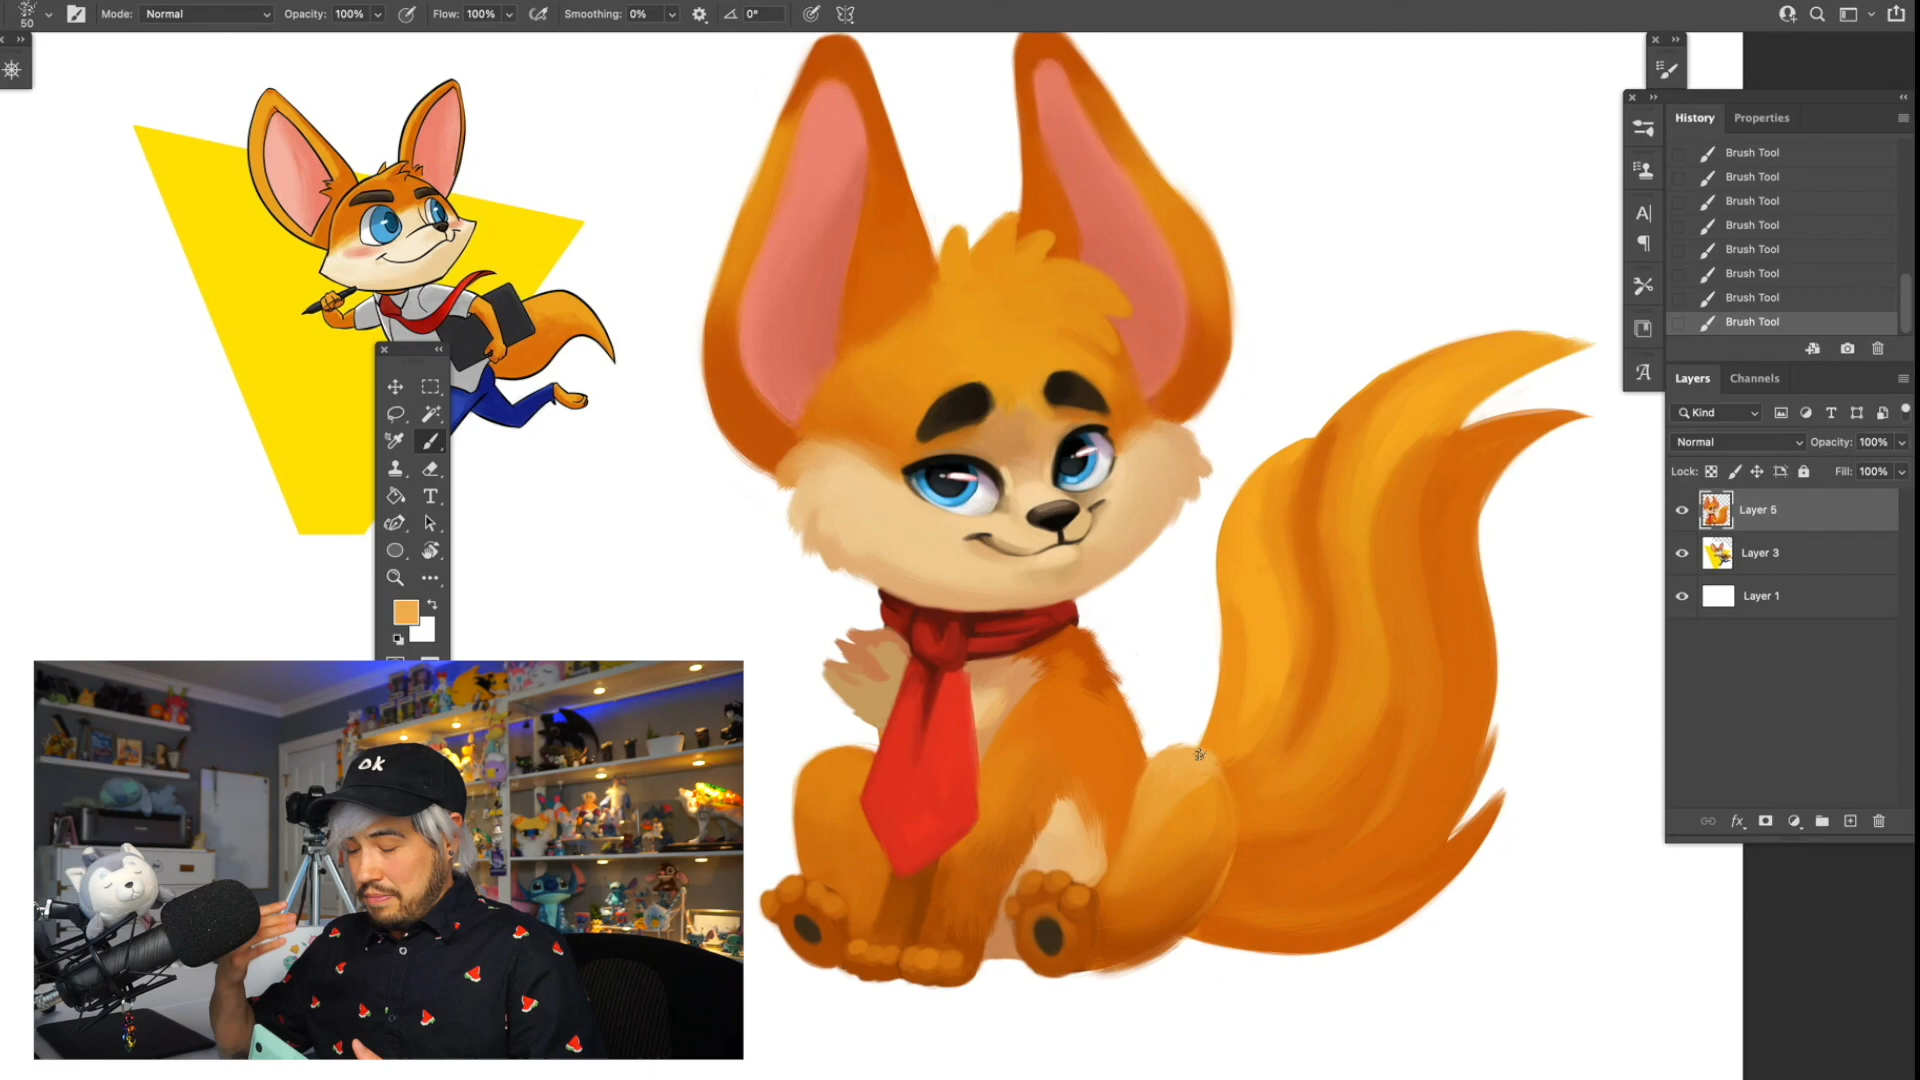 50
Mode: Normal Opacity: 100% Flow: 100% Smoothing: 0% 0°
History Properties
Brush Tool
Brush Tool
Brush Tool
Brush Tool
Brush Tool
Brush Tool
Brush Tool
Brush Tool
Layers Channels
Kind
Normal Opacity: 100%
Lock: Fill: 100%
Layer 5
Layer 3
Layer 1
fx
OK